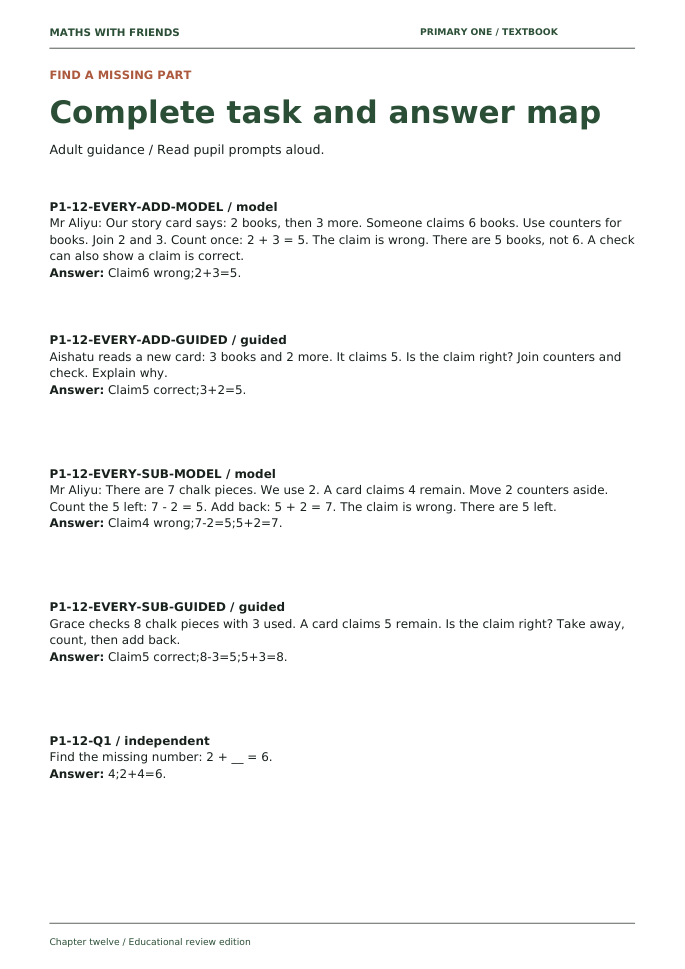 MATHS WITH FRIENDS
PRIMARY ONE / TEXTBOOK
FIND A MISSING PART
Complete task and answer map
Adult guidance / Read pupil prompts aloud.
P1-12-EVERY-ADD-MODEL / model
Mr Aliyu: Our story card says: 2 books, then 3 more. Someone claims 6 books. Use counters for
books. Join 2 and 3. Count once: 2 + 3 = 5. The claim is wrong. There are 5 books, not 6. A check
can also show a claim is correct.
Answer: Claim6 wrong;2+3=5.
P1-12-EVERY-ADD-GUIDED / guided
Aishatu reads a new card: 3 books and 2 more. It claims 5. Is the claim right? Join counters and
check. Explain why.
Answer: Claim5 correct;3+2=5.
P1-12-EVERY-SUB-MODEL / model
Mr Aliyu: There are 7 chalk pieces. We use 2. A card claims 4 remain. Move 2 counters aside.
Count the 5 left: 7 - 2 = 5. Add back: 5 + 2 = 7. The claim is wrong. There are 5 left.
Answer: Claim4 wrong;7-2=5;5+2=7.
P1-12-EVERY-SUB-GUIDED / guided
Grace checks 8 chalk pieces with 3 used. A card claims 5 remain. Is the claim right? Take away,
count, then add back.
Answer: Claim5 correct;8-3=5;5+3=8.
P1-12-Q1 / independent
Find the missing number: 2 + __ = 6.
Answer: 4;2+4=6.
Chapter twelve / Educational review edition